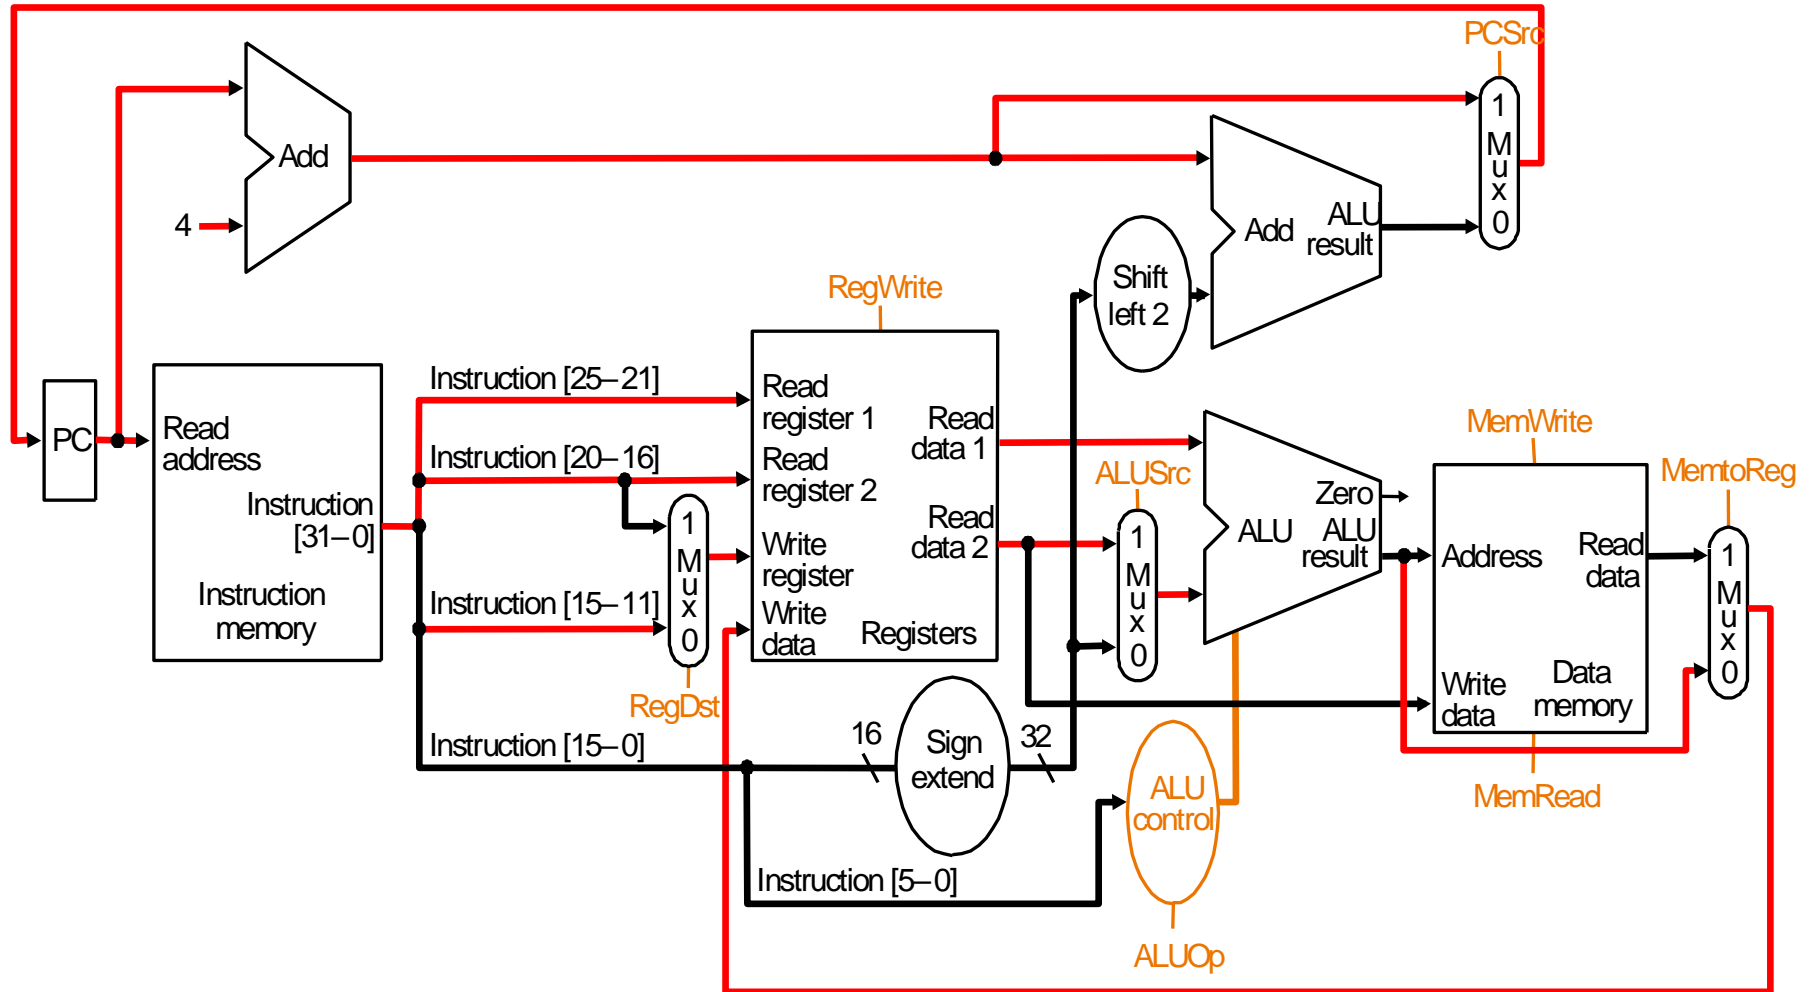 PCSrc
1
M
u
x
0
Add
4
ALU
Add
result
Shift
left 2
RegWrite
PC
Read
address
Instruction
[31–0]
Instruction
memory
Instruction [25–21]
Instruction [20–16]
Instruction [15–11]
Instruction [15–0]
1
M
u
x
0
RegDst
Read
register 1
Read
register 2
Write
register
Write
data
Read
data 1
Read
data 2
Registers
16
Sign
extend
32
Instruction [5–0]
ALUSrc
1
M
u
x
0
Zero
ALU
ALU
result
ALU
control
ALUOp
MemWrite
Address
Read
data
Write
data
Data
memory
MemRead
MemtoReg
1
M
u
x
0